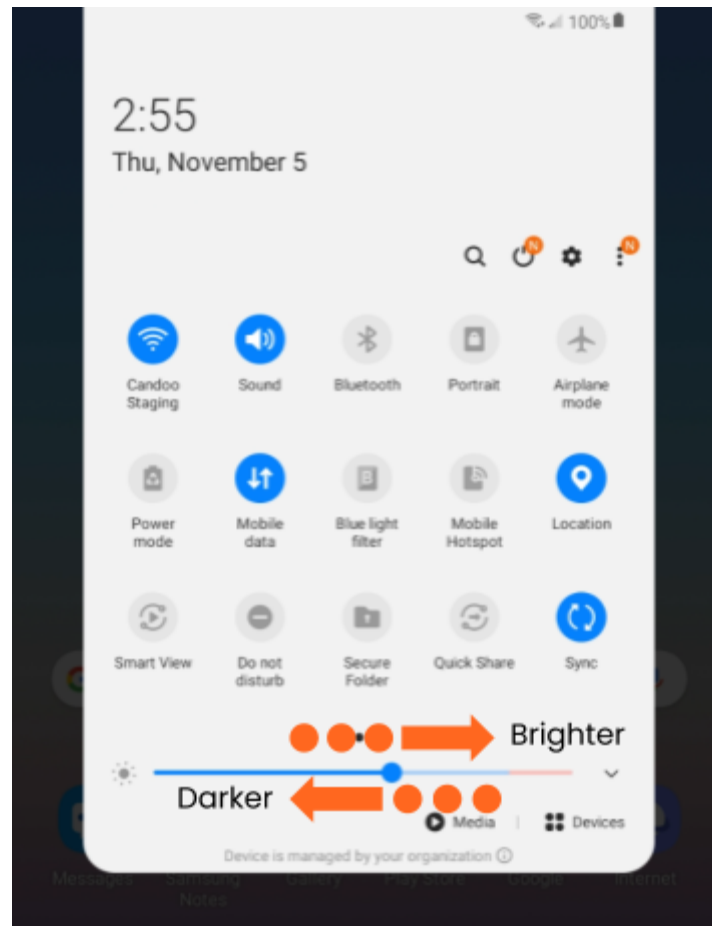 100%
2:55
Thu, November 5
N
N
Candoo Staging
Sound
Bluetooth
Portrait
Airplane mode
Power mode
Mobile data
Blue light filter
Mobile Hotspot
Location
Smart View
Do not disturb
Secure Folder
Quick Share
Sync
Brighter
Darker
Media
Devices
Device is managed by your organization
Messages
Samsung Notes
Gallery
Play Store
Google
Internet